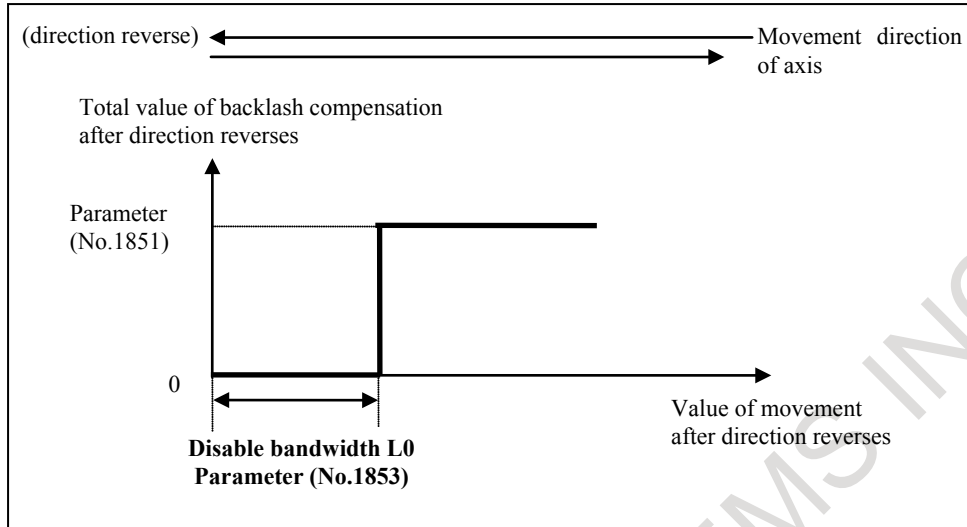 (direction reverse)
Movement direction
of axis
Total value of backlash compensation
after direction reverses
Parameter
(No.1851)
0
Value of movement
after direction reverses
Disable bandwidth L0
Parameter (No.1853)